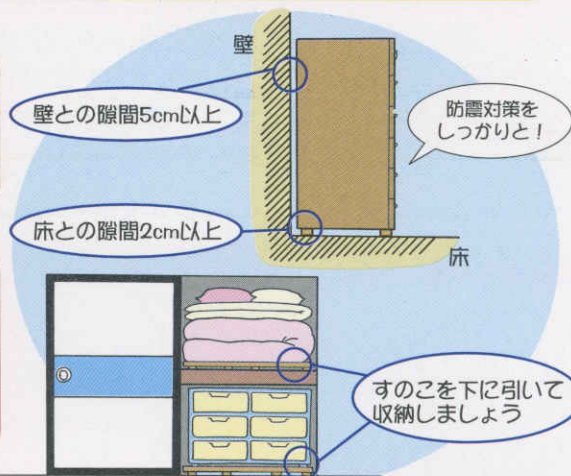 壁
壁との隙間5cm以上
防震対策を
しっかりと！
床との隙間2cm以上
床
すのこを下に引いて
収納しましょう